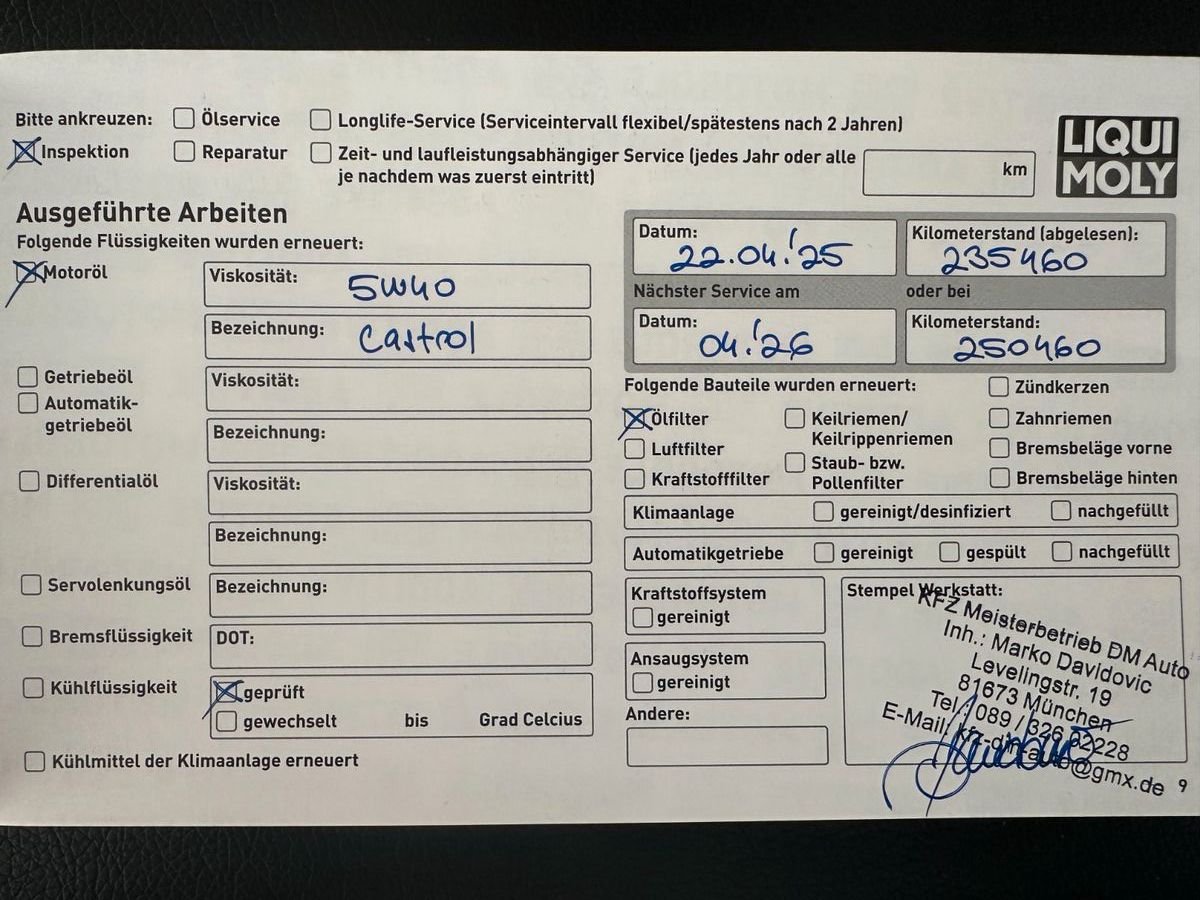 Bitte ankreuzen: Ölservice Longlife-Service (Serviceintervall flexibel/spätestens nach 2 Jahren)
Inspektion Reparatur Zeit- und laufleistungsabhängiger Service (jedes Jahr oder alle km
je nachdem was zuerst eintritt)
LIQUI
MOLY
Ausgeführte Arbeiten
Folgende Flüssigkeiten wurden erneuert:
Motoröl Viskosität: 5W40
Bezeichnung: Castrol
Getriebeöl Viskosität:
Automatik-
getriebeöl
Bezeichnung:
Differentialöl Viskosität:
Bezeichnung:
Servolenkungsöl Bezeichnung:
Bremsflüssigkeit DOT:
Kühlflüssigkeit geprüft
gewechselt bis Grad Celcius
Kühlmittel der Klimaanlage erneuert
Datum: Kilometerstand (abgelesen):
22.04.'25 235460
Nächster Service am oder bei
Datum: Kilometerstand:
04.'26 250460
Folgende Bauteile wurden erneuert: Zündkerzen
Ölfilter Keilriemen/ Zahnriemen
Keilrippenriemen
Luftfilter Bremsbeläge vorne
Staub- bzw.
Kraftstofffilter Pollenfilter Bremsbeläge hinten
Klimaanlage gereinigt/desinfiziert nachgefüllt
Automatikgetriebe gereinigt gespült nachgefüllt
Kraftstoffsystem
gereinigt
Ansaugsystem
gereinigt
Andere:
Stempel Werkstatt:
KFZ Meisterbetrieb DM Auto
Inh.: Marko Davidovic
Levelingstr. 19
81673 München
Tel.: 089 / 326 22228
E-Mail: kfz-dm-auto@gmx.de
9